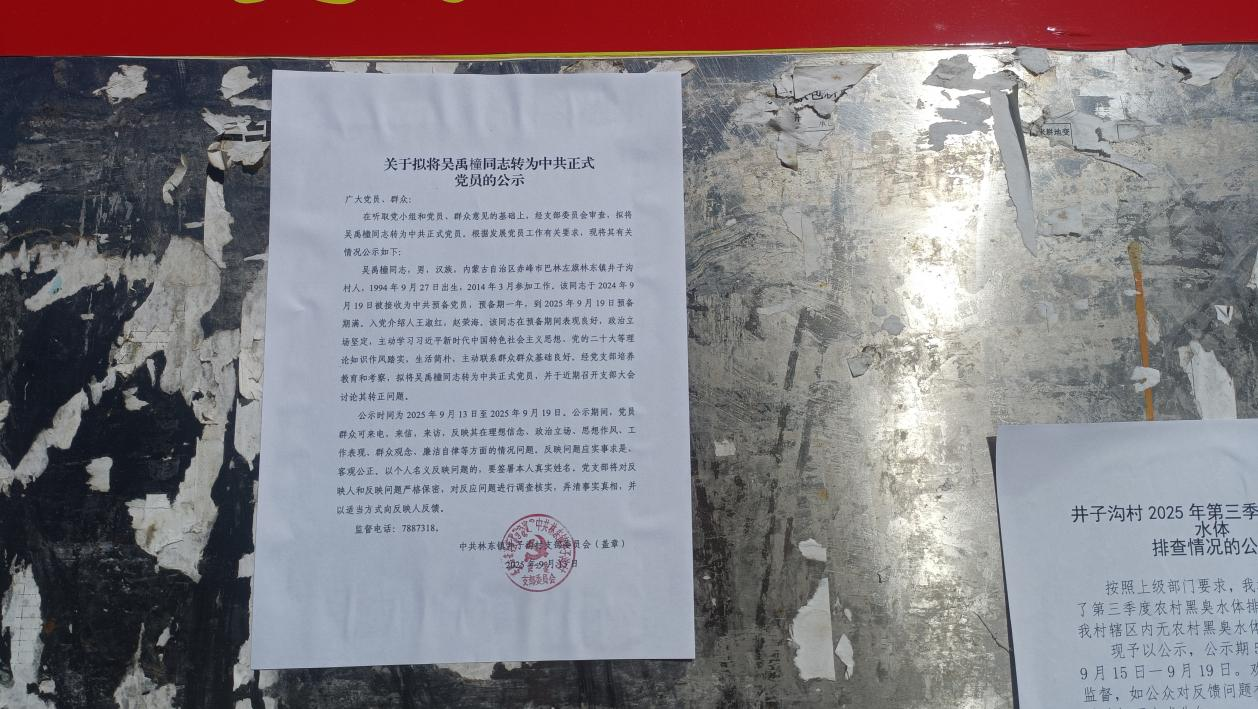 关于拟将吴禹橦同志转为中共正式
党员的公示
广大党员、群众：
在听取党小组和党员、群众意见的基础上，经支部委员会审查，拟将
吴禹橦同志转为中共正式党员。根据发展党员工作有关要求，现将其有关
情况公示如下：
吴禹橦同志，男，汉族，内蒙古自治区赤峰市巴林左旗林东镇井子沟
村人，1994年9月27日出生，2014年3月参加工作。该同志于2024年9
月19日被接收为中共预备党员，预备期一年，到2025年9月19日预备
期满。入党介绍人王淑红，赵荣海。该同志在预备期间表现良好，政治立
场坚定，主动学习习近平新时代中国特色社会主义思想、党的二十大等理
论知识作风踏实，生活简朴，主动联系群众群众基础良好。经党支部培养
教育和考察，拟将吴禹橦同志转为中共正式党员，并于近期召开支部大会
讨论其转正问题。
公示时间为2025年9月13日至2025年9月19日。公示期间，党员
群众可来电、来信，来访，反映其在理想信念、政治立场、思想作风、工
作表现、群众观念、廉洁自律等方面的情况问题。反映问题应实事求是、
客观公正。以个人名义反映问题的，要签署本人真实姓名。党支部将对反
映人和反映问题严格保密，对反应问题进行调查核实，弄清事实真相，并
以适当方式向反映人反馈。
监督电话：7887318。
中共林东镇井子沟村支部委员会（盖章）
2025年9月13日
支部委员会
井子沟村2025年第三季
水体
排查情况的公
按照上级部门要求，我
了第三季度农村黑臭水体排
我村辖区内无农村黑臭水体
现予以公示，公示期
9月15日—9月19日。对
监督，如公众对反馈问题